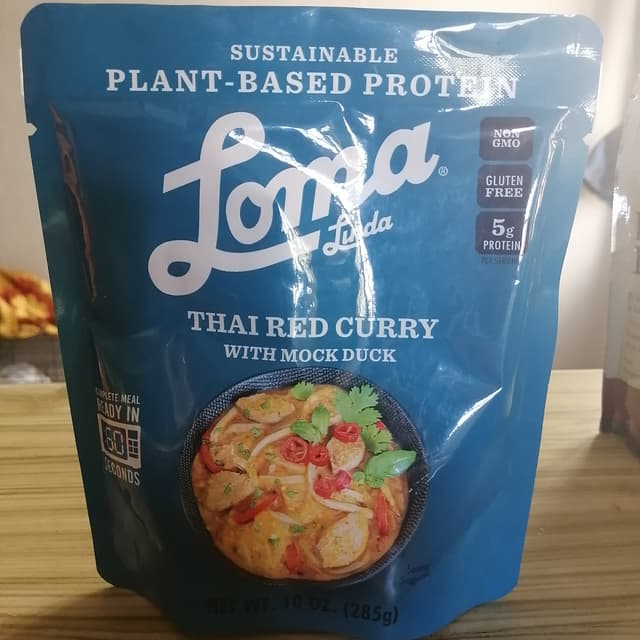 SUSTAINABLE
PLANT-BASED PROTEIN
Loma®
Linda
NON
GMO
GLUTEN
FREE
5g
PROTEIN
PER SERVING
THAI RED CURRY
WITH MOCK DUCK
MEAL
READY IN
60
SECONDS
NET WT. 10 OZ. (285g)